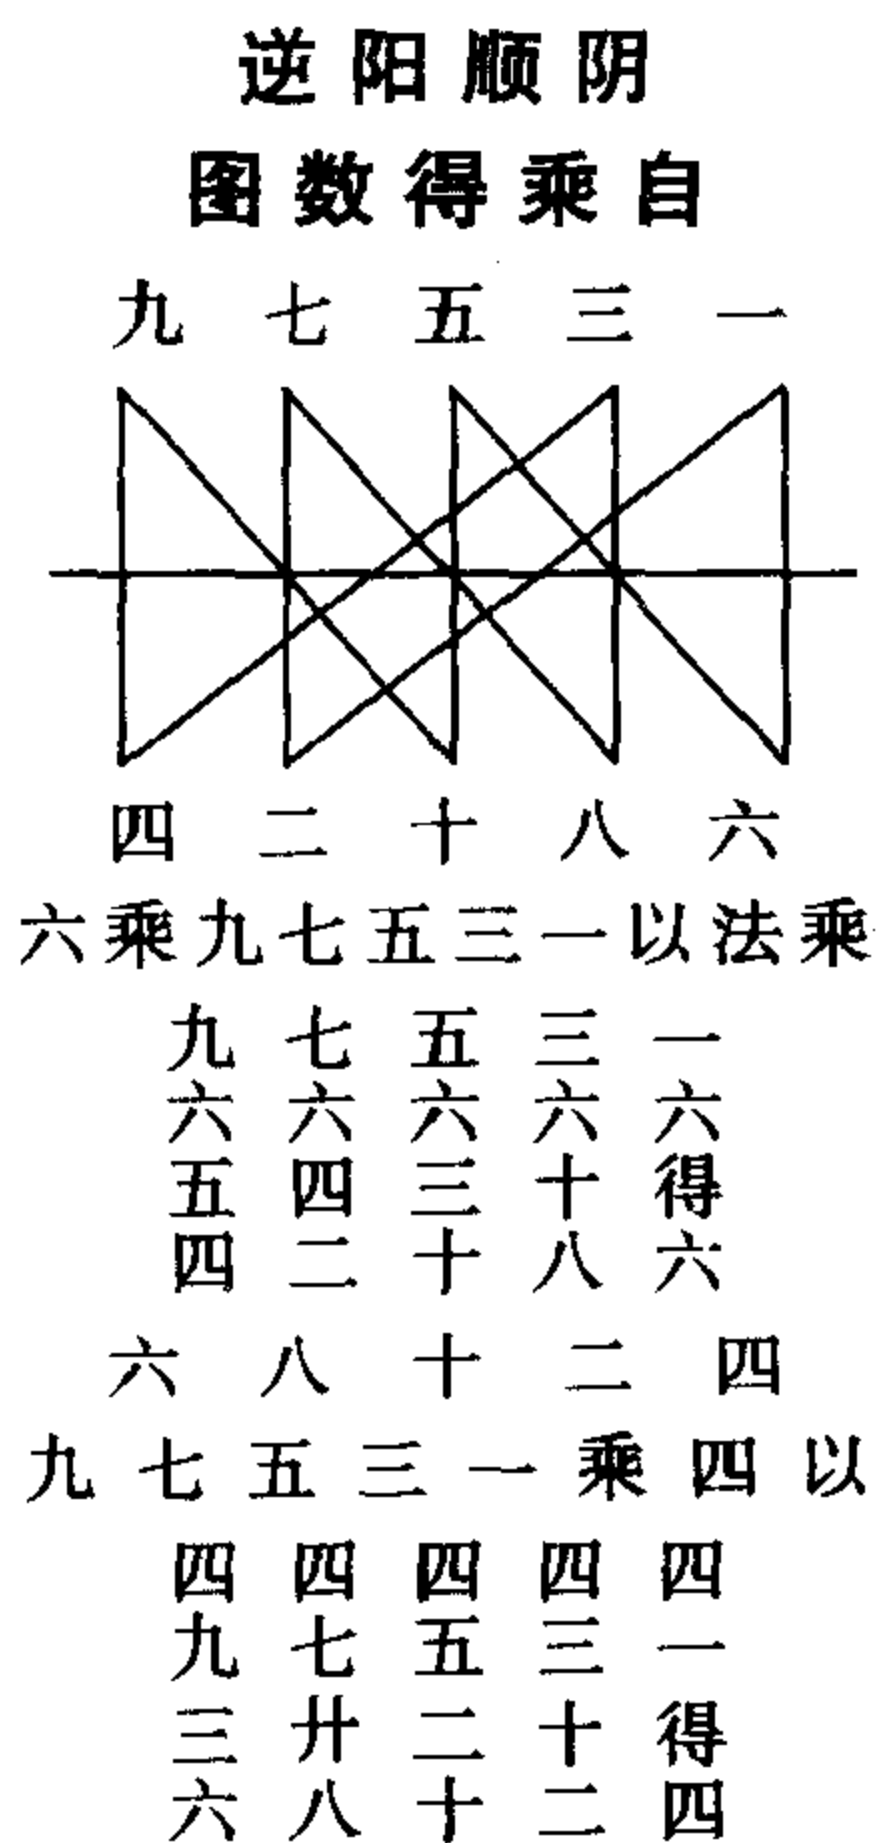 阴顺阳逆
自乘得数图
一三五七九
六八十二四
乘法以一三五七九乘六
一三五七九
六六六六六
得十三四五
六八十二四
四二十八六
以四乘一三五七九
四四四四四
一三五七九
得十二廾三
四二十八六